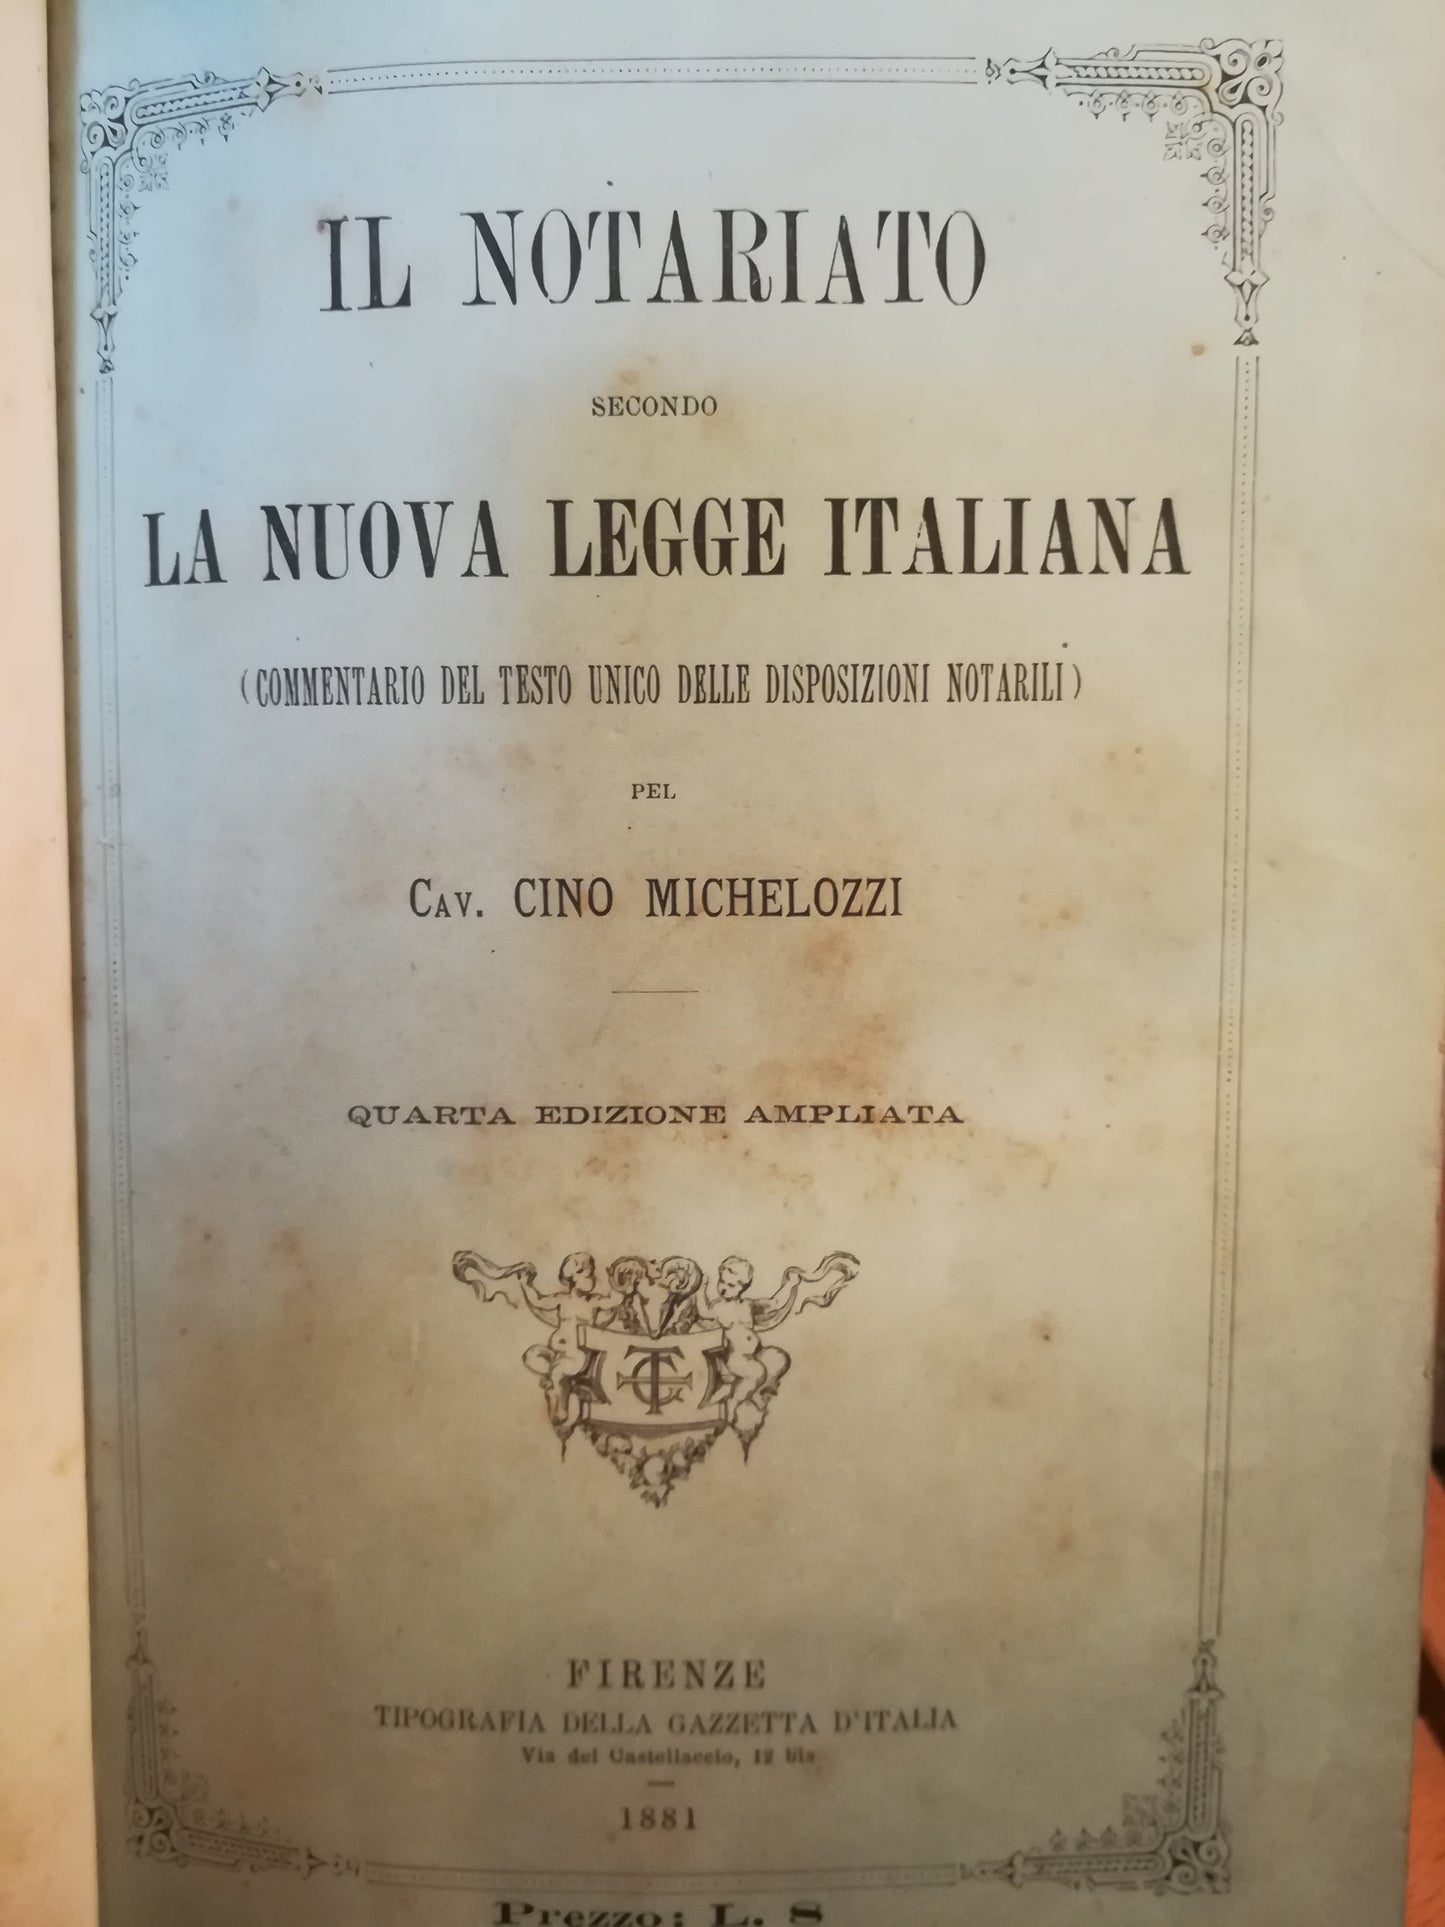 IL NOTARIATO
SECONDO
LA NUOVA LEGGE ITALIANA
(COMMENTARIO DEL TESTO UNICO DELLE DISPOSIZIONI NOTARILI)
PEL
CAV. CINO MICHELOZZI
QUARTA EDIZIONE AMPLIATA
FIRENZE
TIPOGRAFIA DELLA GAZZETTA D'ITALIA
Via del Castellaccio, 12 bis
1881
Prezzo: L. 8